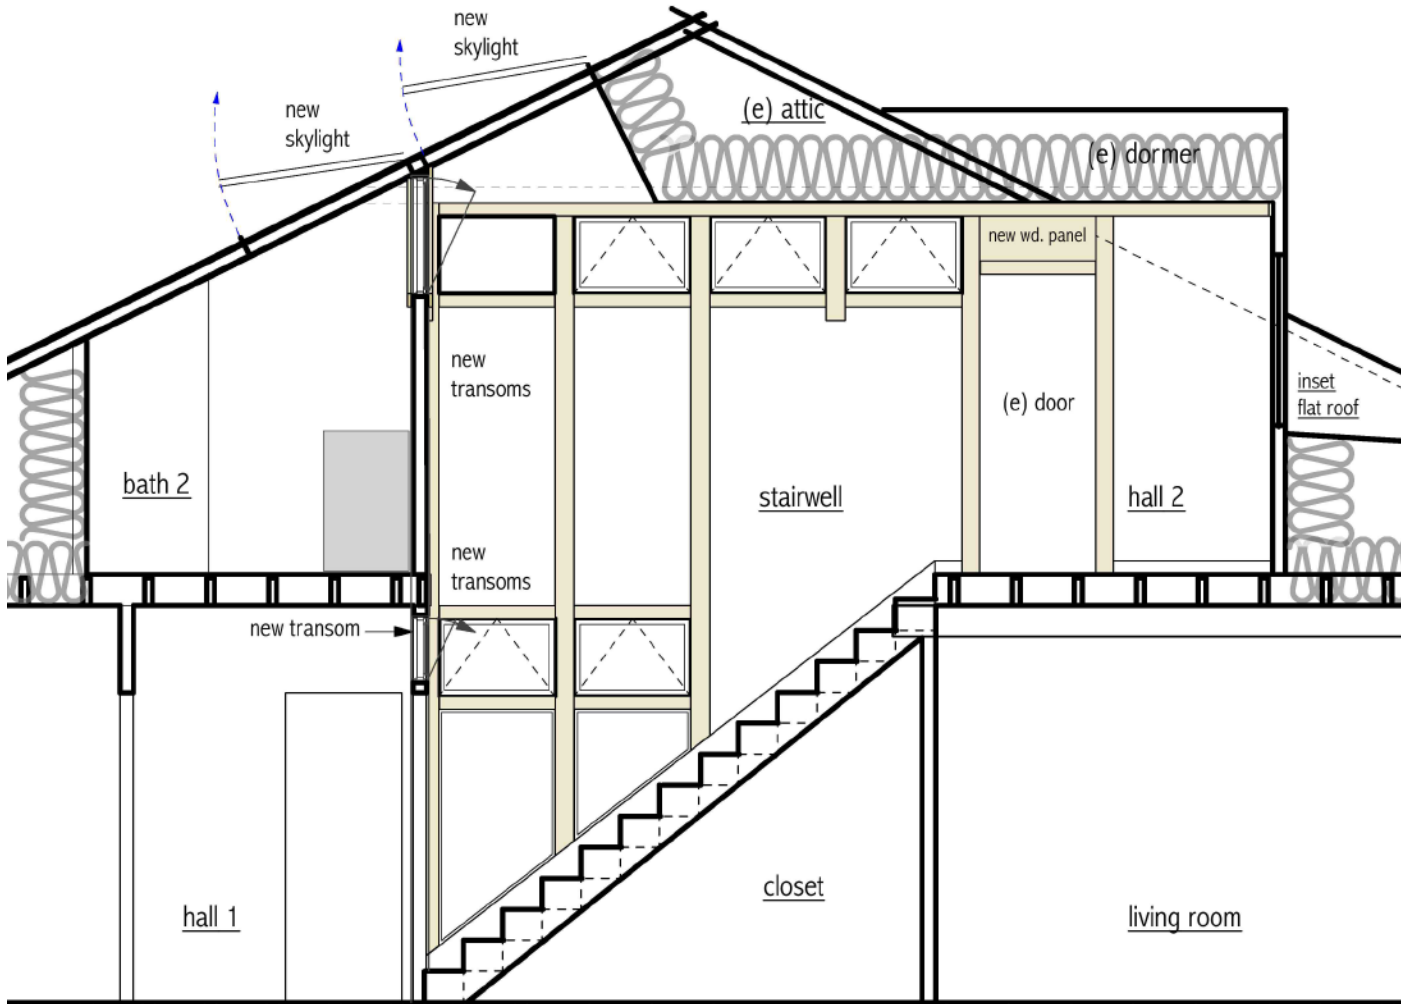 new
skylight
new
skylight
(e) attic
(e) dormer
new wd. panel
new
transoms
(e) door
inset
flat roof
bath 2
stairwell
hall 2
new
transoms
new transom
closet
hall 1
living room